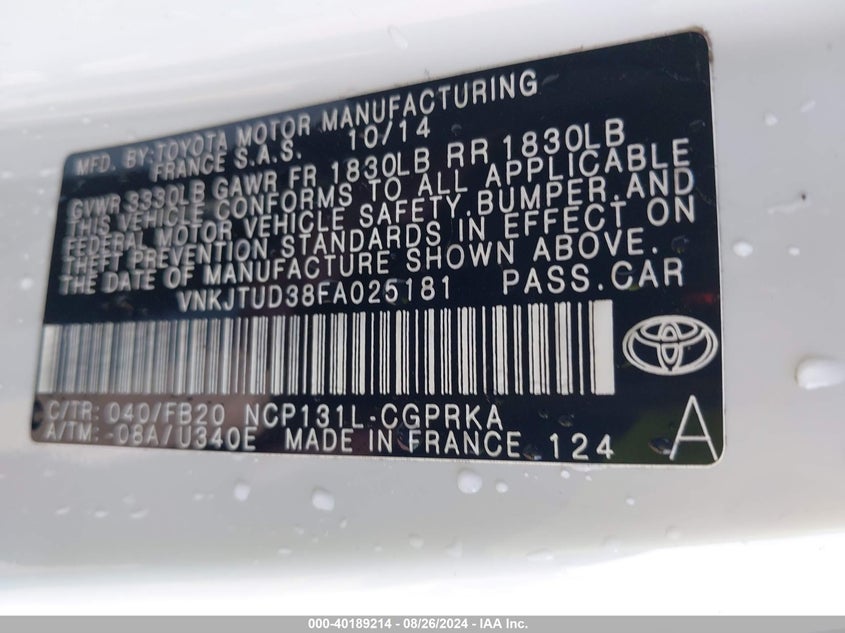 MFD. BY:TOYOTA MOTOR MANUFACTURING
FRANCE S.A.S. 10/14
GVWR 3330LB GAWR FR 1830LB RR 1830LB
THIS VEHICLE CONFORMS TO ALL APPLICABLE
FEDERAL MOTOR VEHICLE SAFETY,BUMPER,AND
THEFT PREVENTION STANDARDS IN EFFECT ON
THE DATE OF MANUFACTURE SHOWN ABOVE.
VNKJTUD38FA025181 PASS.CAR
C/TR: 040/FB20 NCP131L-CGPRKA
A/TM: -08A/U340E MADE IN FRANCE 124 A
000-40189214 - 08/26/2024 - IAA Inc.